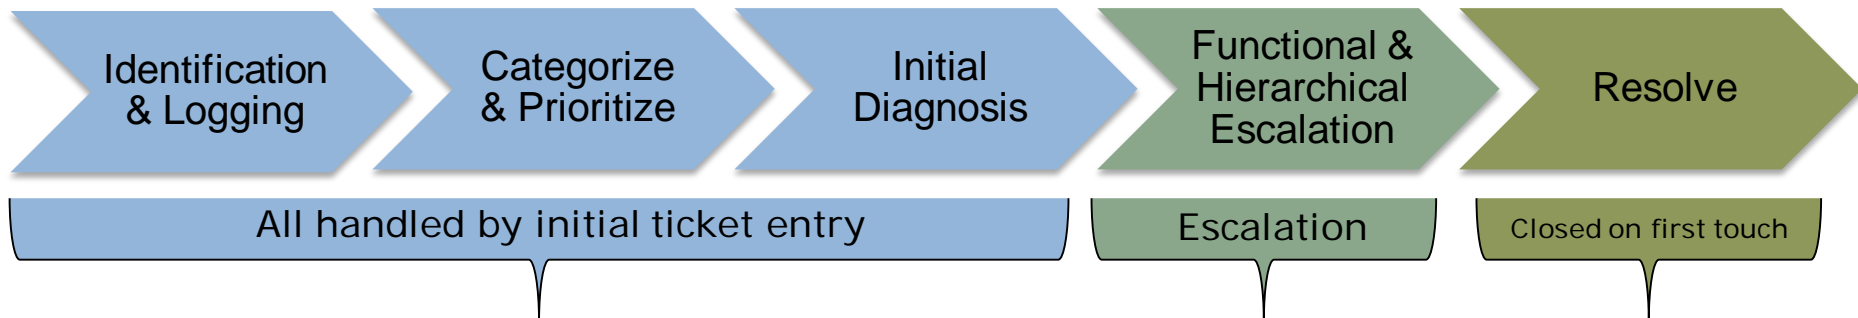 Identification
& Logging
Categorize
& Prioritize
Initial
Diagnosis
Functional &
Hierarchical
Escalation
Resolve
All handled by initial ticket entry
Escalation
Closed on first touch